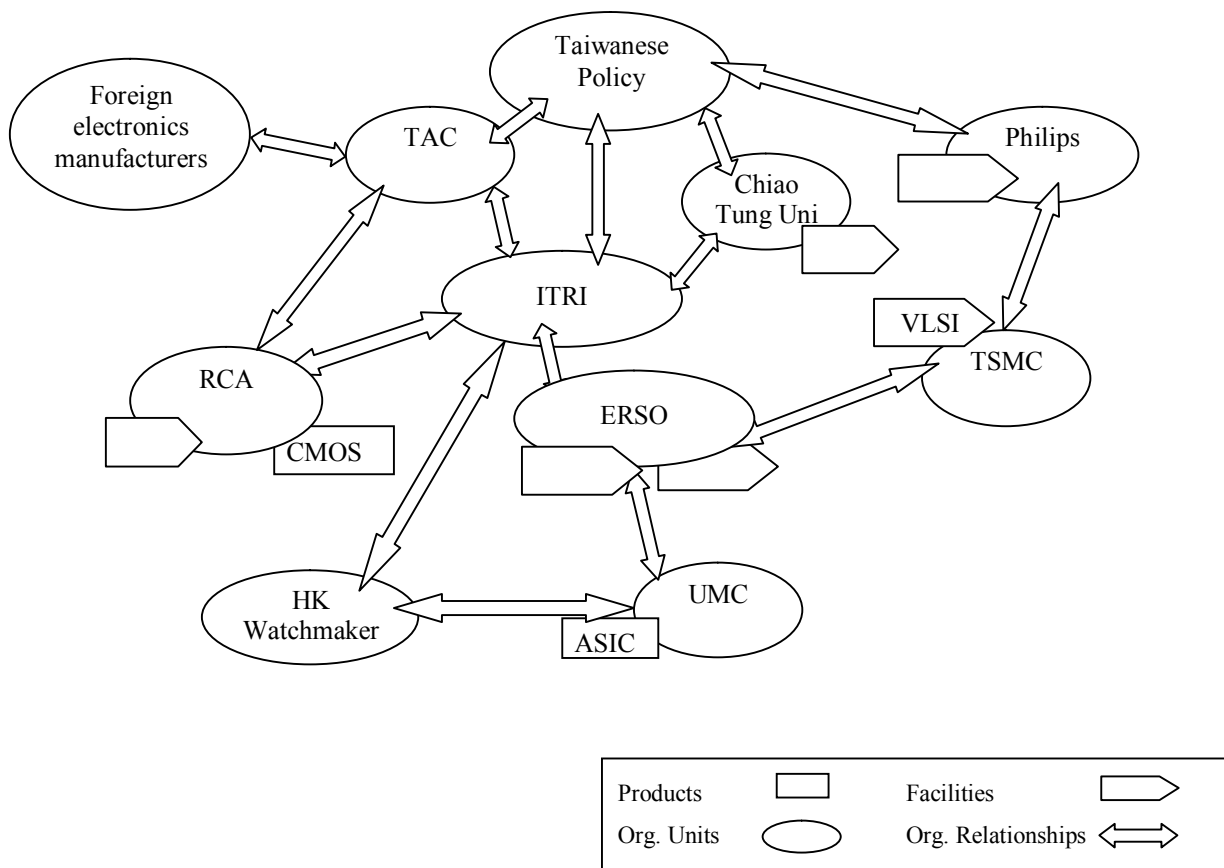 Taiwanese
Policy
Foreign
electronics
manufacturers
TAC
Philips
Chiao
Tung Uni
ITRI
VLSI
TSMC
RCA
ERSO
CMOS
HK
Watchmaker
UMC
ASIC
Products
Facilities
Org. Units
Org. Relationships